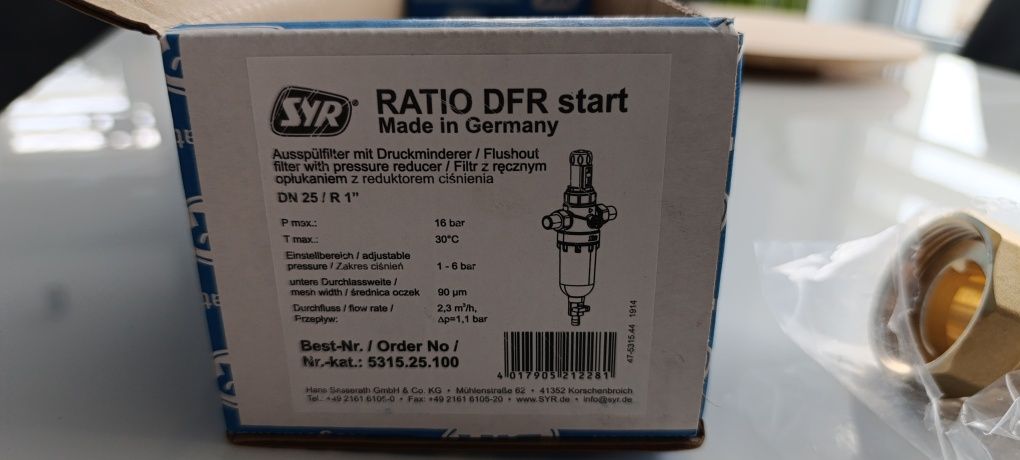 SYR®
RATIO DFR start
Made in Germany
Ausspülfilter mit Druckminderer / Flushout
filter with pressure reducer / Filtr z ręcznym
opłukaniem z reduktorem ciśnienia
DN 25 / R 1"
P max.: 16 bar
T max.: 30°C
Einstellbereich / adjustable
pressure / Zakres ciśnień 1 - 6 bar
untere Durchlassweite /
mesh width / średnica oczek 90 µm
Durchfluss / flow rate / 2,3 m³/h,
Przepływ: Δp=1,1 bar
Best-Nr. / Order No /
Nr.-kat.: 5315.25.100
47-5315.44 1914
4 017905 212281
Hans Sasserath GmbH & Co. KG • Mühlenstraße 62 • 41352 Korschenbroich
Tel.: +49 2161 6105-0 • Fax: +49 2161 6105-20 • www.SYR.de • info@syr.de